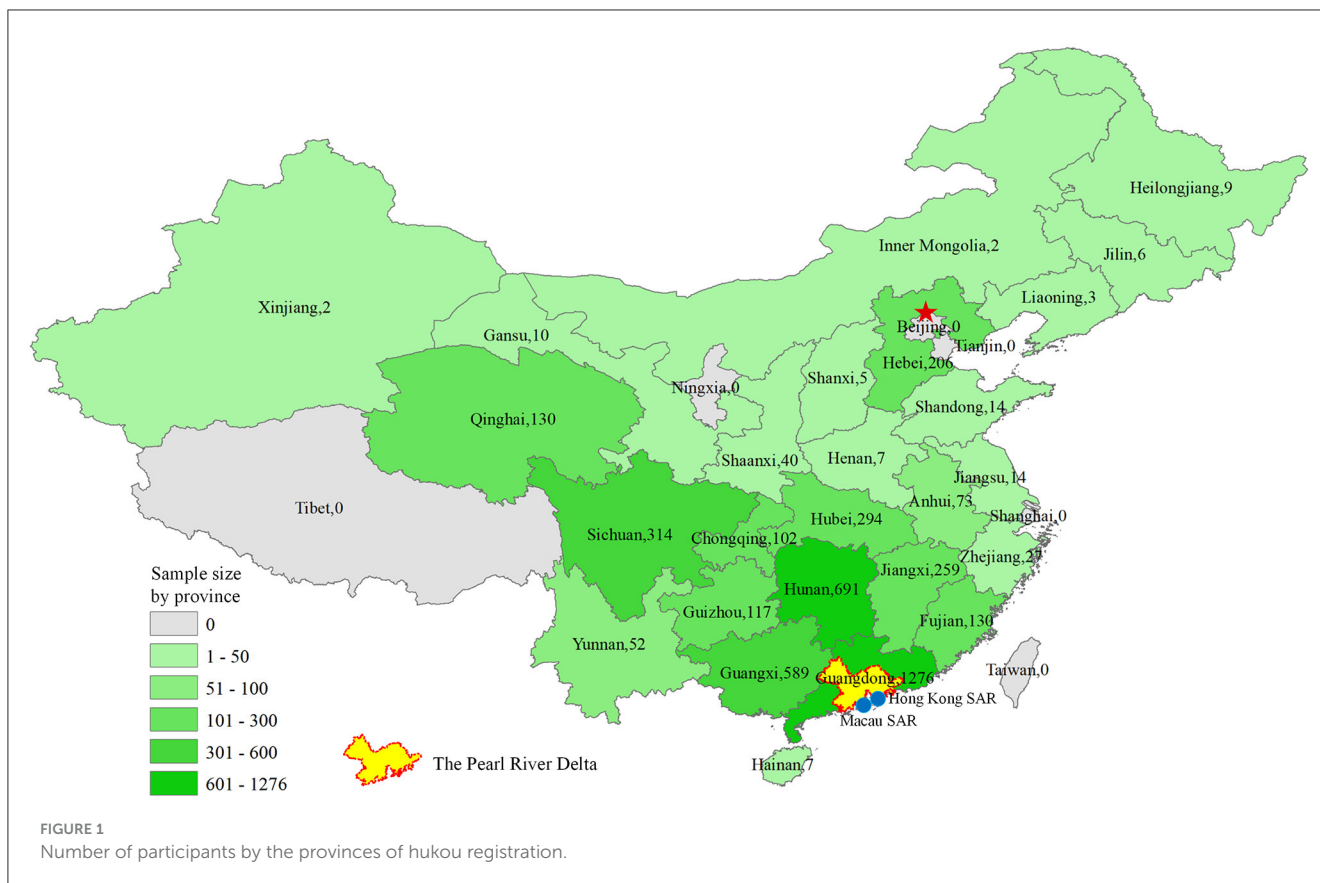 Heilongjiang,9
Inner Mongolia,2
Jilin,6
Xinjiang,2
Liaoning,3
Gansu,10
Beijing,0
Tianjin,0
Hebei,206
Ningxia,0
Shanxi,5
Shandong,14
Qinghai,130
Shaanxi,40
Henan,7
Jiangsu,14
Anhui,73
Tibet,0
Shanghai,0
Hubei,294
Sichuan,314
Chongqing,102
Zhejiang,27
Jiangxi,259
Hunan,691
Guizhou,117
Fujian,130
Yunnan,52
Guangxi,589
Guangdong,1276
Taiwan,0
Hong Kong SAR
Macau SAR
Hainan,7
Sample size
by province
0
1 - 50
51 - 100
101 - 300
301 - 600
601 - 1276
The Pearl River Delta
FIGURE 1
Number of participants by the provinces of hukou registration.